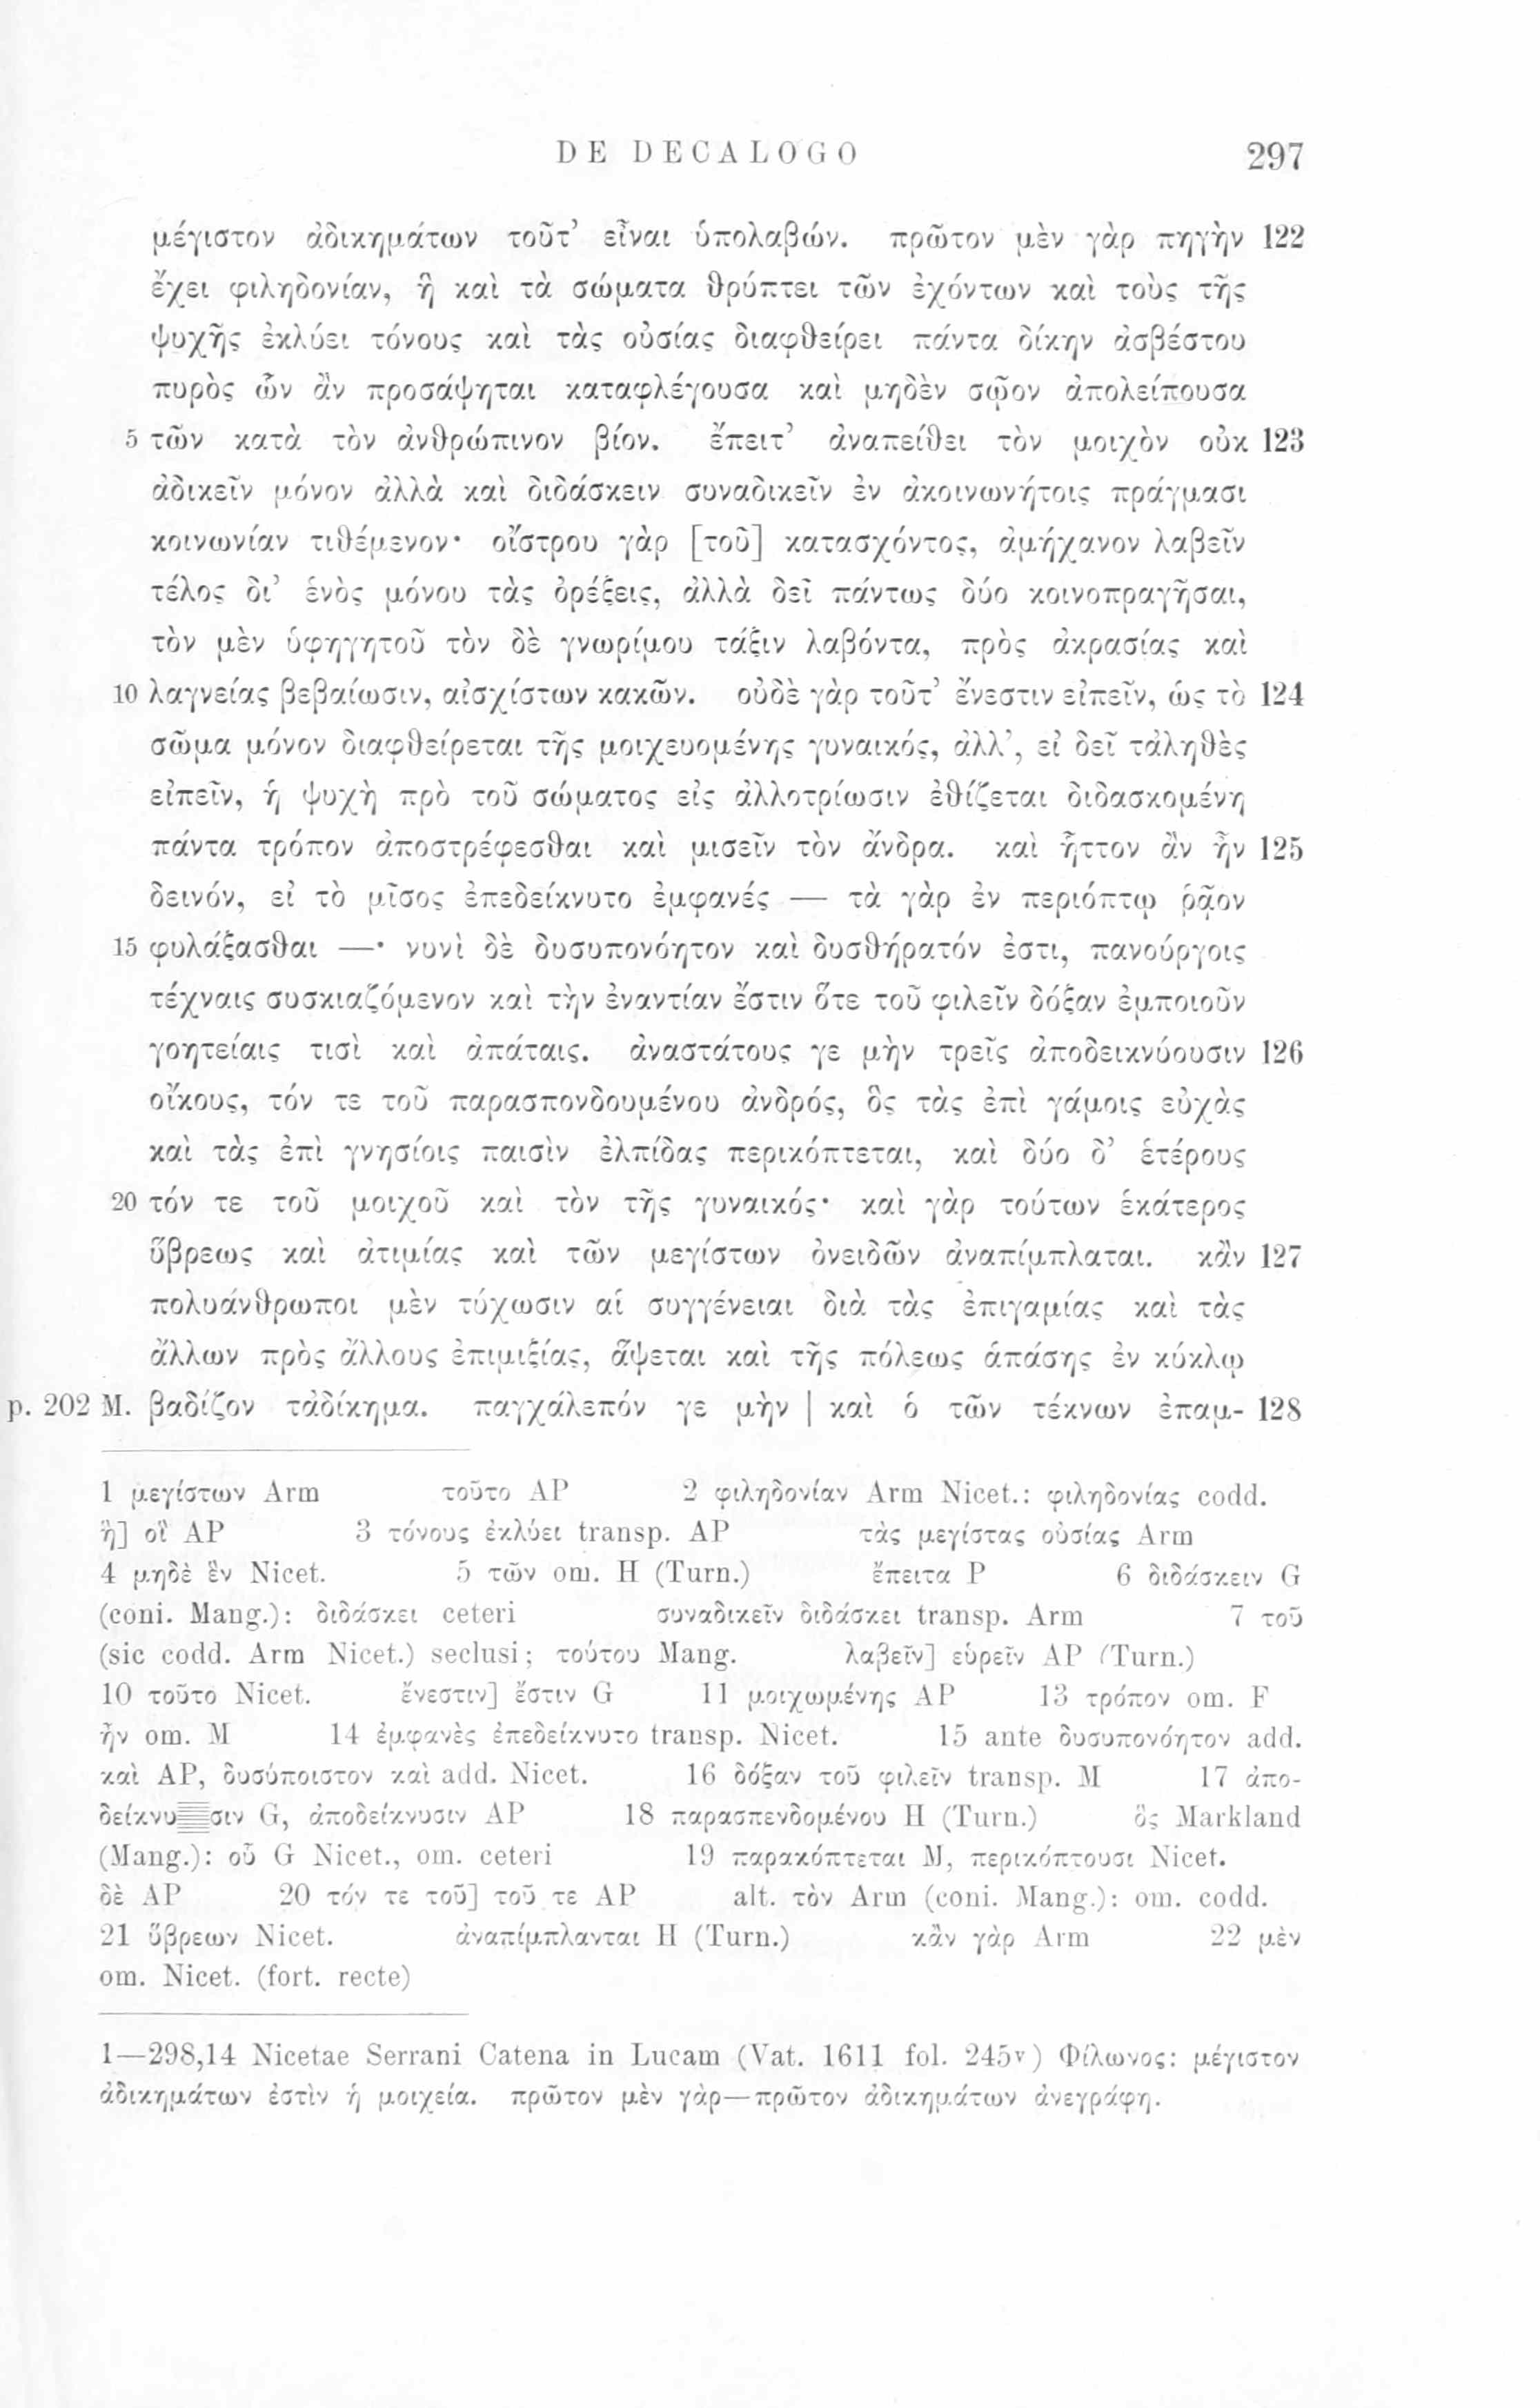 DE DECALOGO 297
μέγιστον ἀδικημάτων τοῦτ’ εἶναι ὑπολαβών. πρῶτον μὲν γὰρ πηγὴν 122
ἔχει φιληδονίαν, ἣ καὶ τὰ σώματα θρύπτει τῶν ἐχόντων καὶ τοὺς τῆς
ψυχῆς ἐκλύει τόνους καὶ τὰς οὐσίας διαφθείρει πάντα δίκην ἀσβέστου
πυρὸς ὧν ἂν προσάψηται καταφλέγουσα καὶ μηδὲν σῷον ἀπολείπουσα
5 τῶν κατὰ τὸν ἀνθρώπινον βίον. ἔπειτ’ ἀναπείθει τὸν μοιχὸν οὐκ 123
ἀδικεῖν μόνον ἀλλὰ καὶ διδάσκειν συναδικεῖν ἐν ἀκοινωνήτοις πράγμασι
κοινωνίαν τιθέμενον· οἴστρου γὰρ [τοῦ] κατασχόντος, ἀμήχανον λαβεῖν
τέλος δι’ ἑνὸς μόνου τὰς ὀρέξεις, ἀλλὰ δεῖ πάντως δύο κοινοπραγῆσαι,
τὸν μὲν ὑφηγητοῦ τὸν δὲ γνωρίμου τάξιν λαβόντα, πρὸς ἀκρασίας καὶ
10 λαγνείας βεβαίωσιν, αἰσχίστων κακῶν. οὐδὲ γὰρ τοῦτ’ ἔνεστιν εἰπεῖν, ὡς τὸ 124
σῶμα μόνον διαφθείρεται τῆς μοιχευομένης γυναικός, ἀλλ’, εἰ δεῖ τἀληθὲς
εἰπεῖν, ἡ ψυχὴ πρὸ τοῦ σώματος εἰς ἀλλοτρίωσιν ἐθίζεται διδασκομένη
πάντα τρόπον ἀποστρέφεσθαι καὶ μισεῖν τὸν ἄνδρα. καὶ ἧττον ἂν ἦν 125
δεινόν, εἰ τὸ μῖσος ἐπεδείκνυτο ἐμφανές — τὰ γὰρ ἐν περιόπτῳ ῥᾷον
15 φυλάξασθαι —· νυνὶ δὲ δυσυπονόητον καὶ δυσθήρατόν ἐστι, πανούργοις
τέχναις συσκιαζόμενον καὶ τὴν ἐναντίαν ἔστιν ὅτε τοῦ φιλεῖν δόξαν ἐμποιοῦν
γοητείαις τισὶ καὶ ἀπάταις. ἀναστάτους γε μὴν τρεῖς ἀποδεικνύουσιν 126
οἴκους, τόν τε τοῦ παρασπονδουμένου ἀνδρός, ὃς τὰς ἐπὶ γάμοις εὐχὰς
καὶ τὰς ἐπὶ γνησίοις παισὶν ἐλπίδας περικόπτεται, καὶ δύο δ’ ἑτέρους
20 τόν τε τοῦ μοιχοῦ καὶ τὸν τῆς γυναικός· καὶ γὰρ τούτων ἑκάτερος
ὕβρεως καὶ ἀτιμίας καὶ τῶν μεγίστων ὀνειδῶν ἀναπίμπλαται. κἂν 127
πολυάνθρωποι μὲν τύχωσιν αἱ συγγένειαι διὰ τὰς ἐπιγαμίας καὶ τὰς
ἄλλων πρὸς ἄλλους ἐπιμιξίας, ἅψεται καὶ τῆς πόλεως ἁπάσης ἐν κύκλῳ
p. 202 M. βαδίζον τἀδίκημα. παγχάλεπόν γε μὴν | καὶ ὁ τῶν τέκνων ἐπαμ- 128
1 μεγίστων Arm τοῦτο AP 2 φιληδονίαν Arm Nicet.: φιληδονίας codd.
ἣ] οἳ AP 3 τόνους ἐκλύει transp. AP τὰς μεγίστας οὐσίας Arm
4 μηδὲ ἓν Nicet. 5 τῶν om. H (Turn.) ἔπειτα P 6 διδάσκειν G
(coni. Mang.): διδάσκει ceteri συναδικεῖν διδάσκει transp. Arm 7 τοῦ
(sic codd. Arm Nicet.) seclusi; τούτου Mang. λαβεῖν] εὑρεῖν AP (Turn.)
10 τοῦτο Nicet. ἔνεστιν] ἔστιν G 11 μοιχωμένης AP 13 τρόπον om. F
ἦν om. M 14 ἐμφανὲς ἐπεδείκνυτο transp. Nicet. 15 ante δυσυπονόητον add.
καὶ AP, δυσύποιστον καὶ add. Nicet. 16 δόξαν τοῦ φιλεῖν transp. M 17 ἀπο-
δείκνυ σιν G, ἀποδείκνυσιν AP 18 παρασπενδομένου H (Turn.) ὃς Markland
(Mang.): οὗ G Nicet., om. ceteri 19 παρακόπτεται M, περικόπτουσι Nicet.
δὲ AP 20 τόν τε τοῦ] τοῦ τε AP alt. τὸν Arm (coni. Mang.): om. codd.
21 ὕβρεων Nicet. ἀναπίμπλανται H (Turn.) κἂν γὰρ Arm 22 μὲν
om. Nicet. (fort. recte)
1—298,14 Nicetae Serrani Catena in Lucam (Vat. 1611 fol. 245v) Φίλωνος: μέγιστον
ἀδικημάτων ἐστὶν ἡ μοιχεία. πρῶτον μὲν γὰρ—πρῶτον ἀδικημάτων ἀνεγράφη.